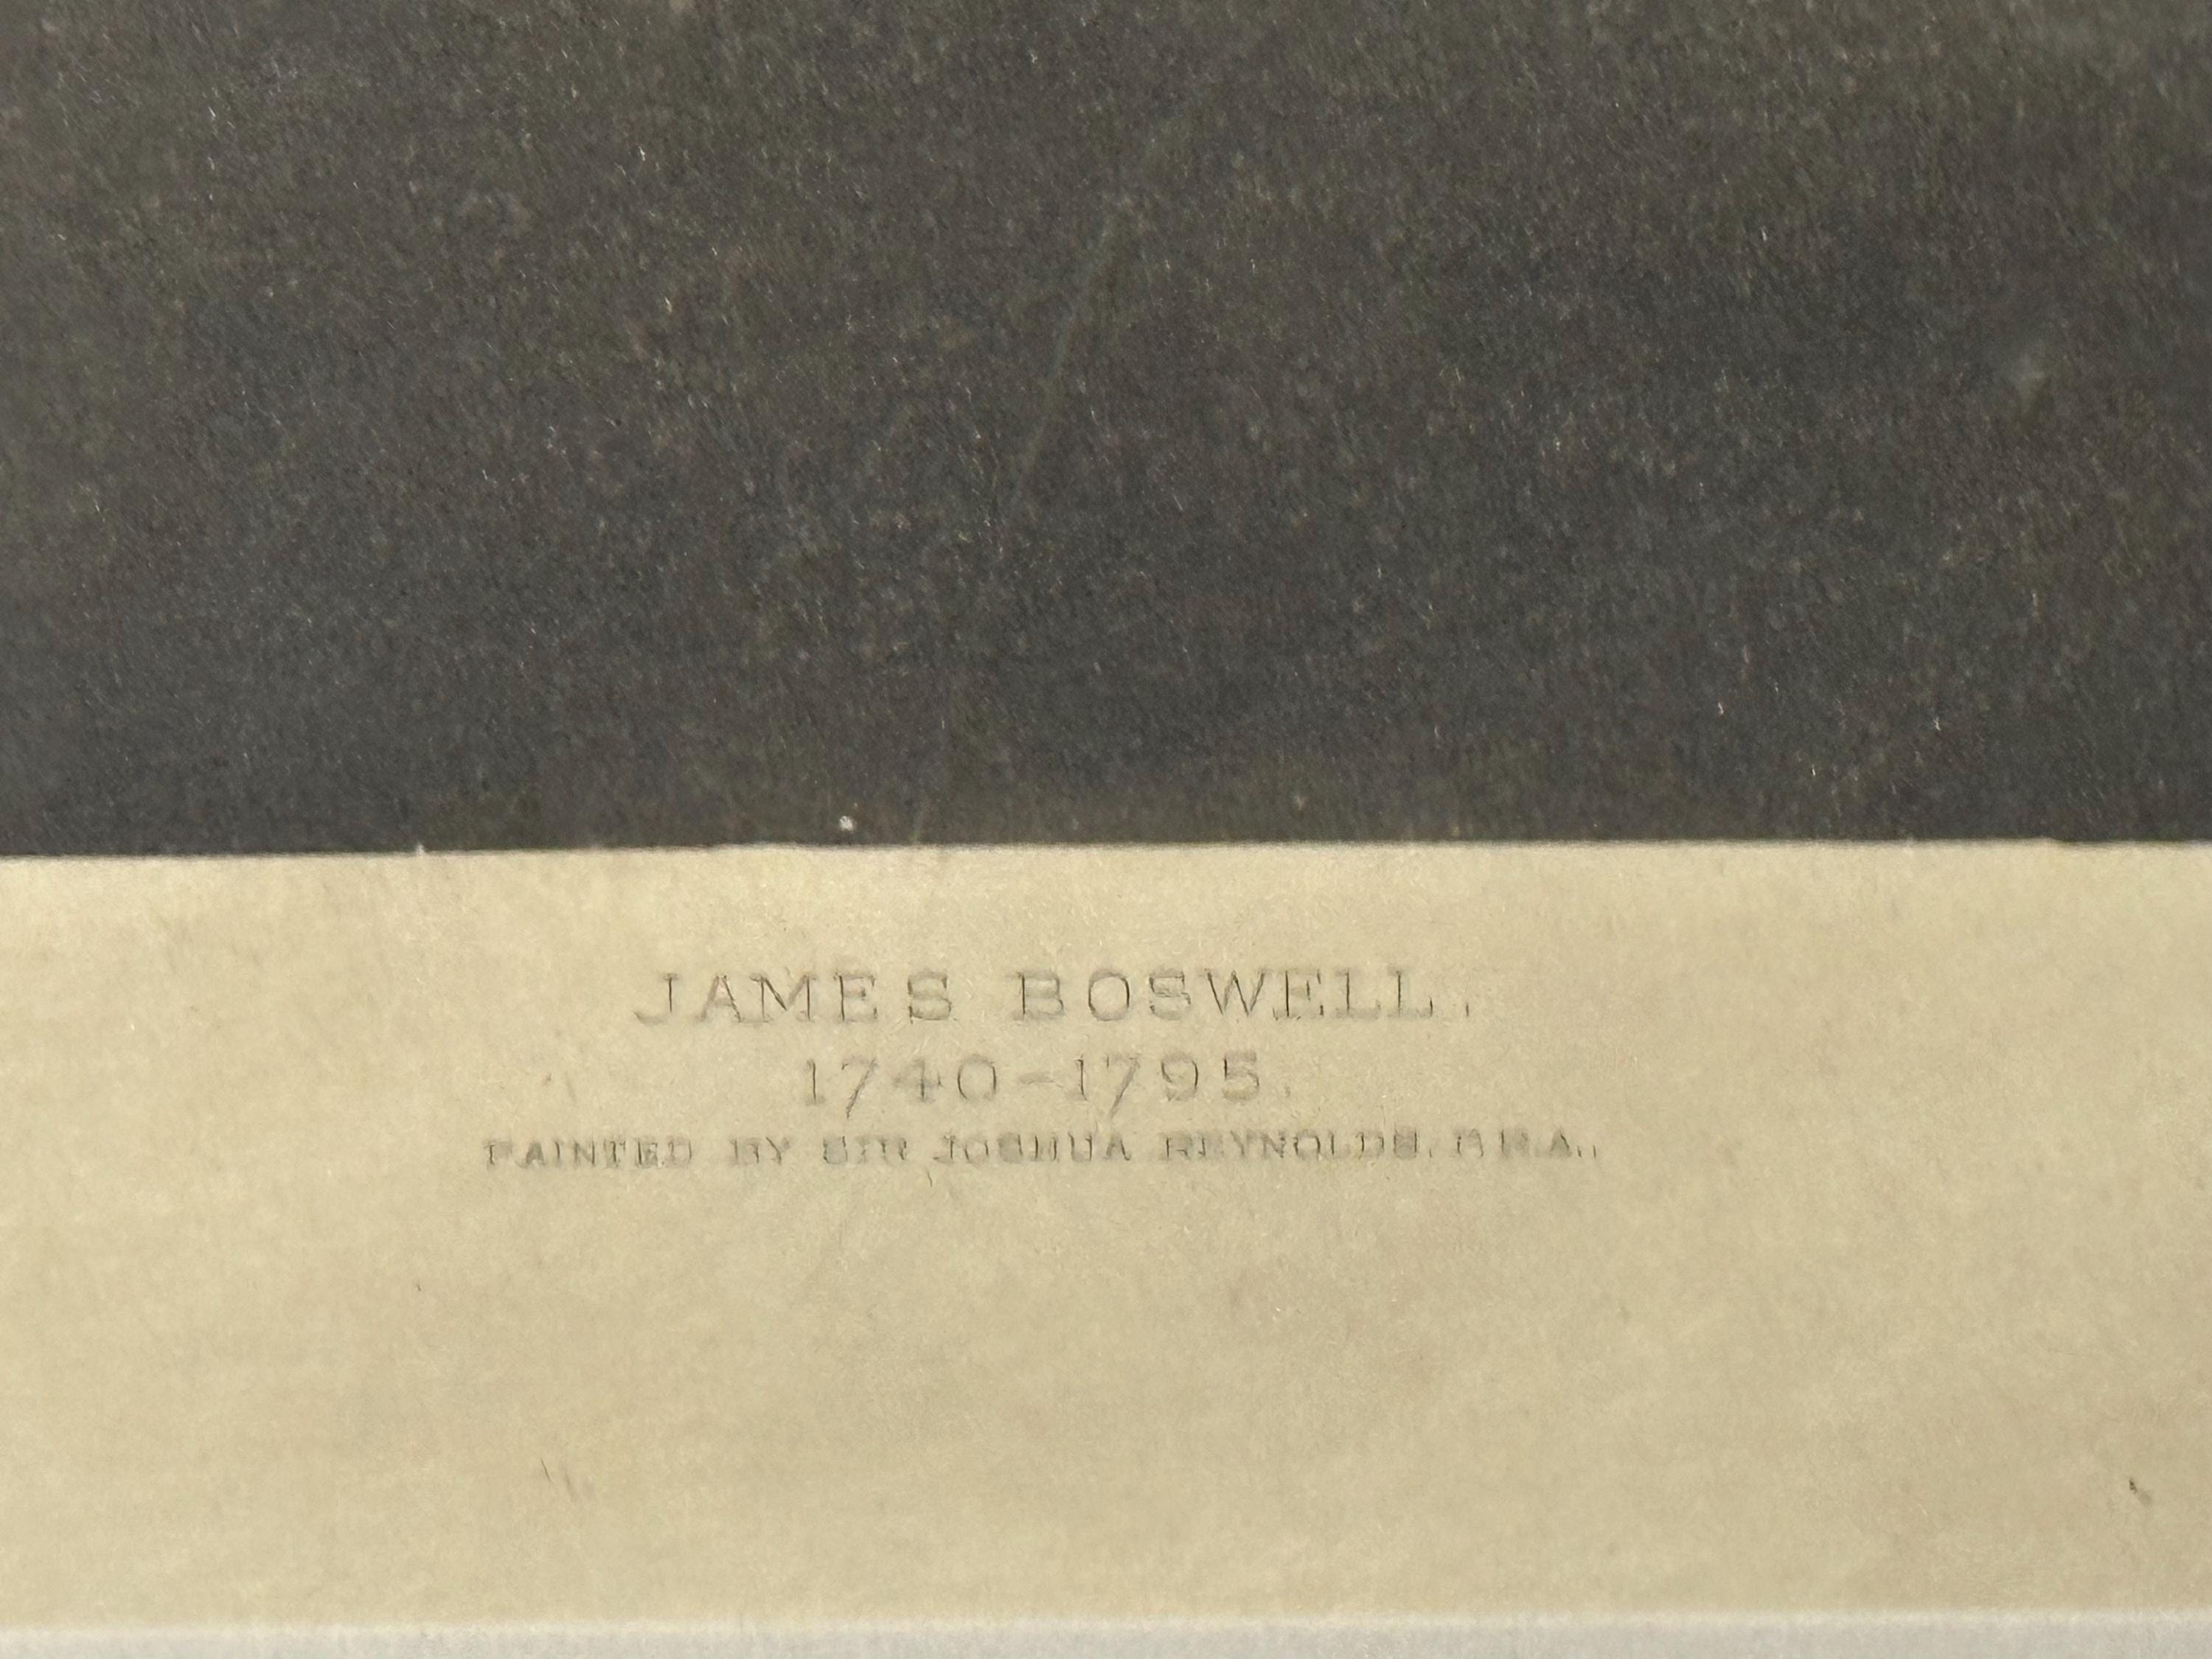 JAMES BOSWELL.
1740-1795.
PAINTED BY SIR JOSHUA REYNOLDS, P.R.A.,